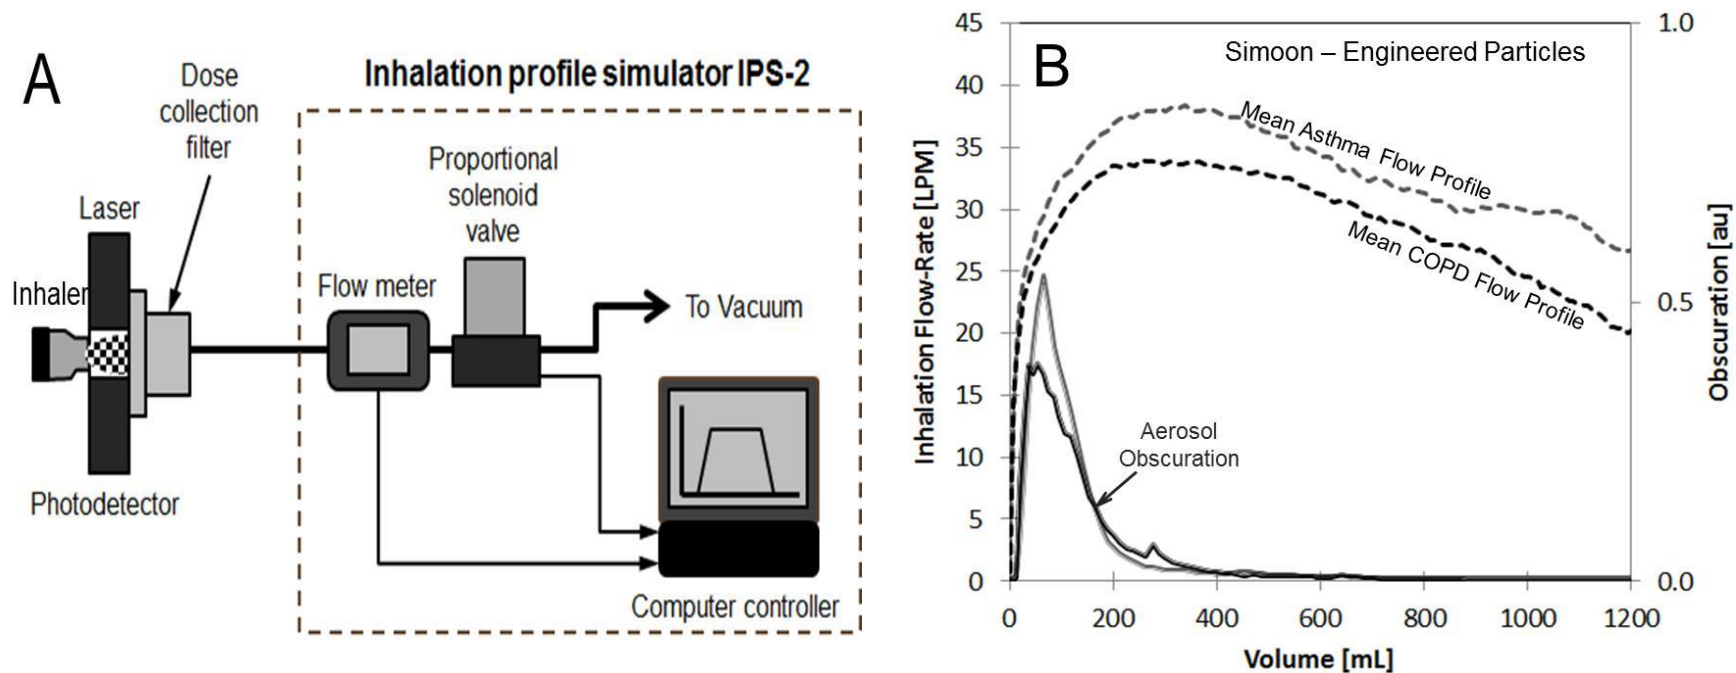 A
Inhalation profile simulator IPS-2
Dose
collection
filter
Laser
Inhaler
Photodetector
Flow meter
Proportional
solenoid
valve
To Vacuum
Computer controller
B
Simoon – Engineered Particles
Mean Asthma Flow Profile
Mean COPD Flow Profile
Aerosol
Obscuration
Inhalation Flow-Rate [LPM]
45
40
35
30
25
20
15
10
5
0
0 200 400 600 800 1000 1200
Volume [mL]
1.0
0.5
0.0
Obscuration [au]